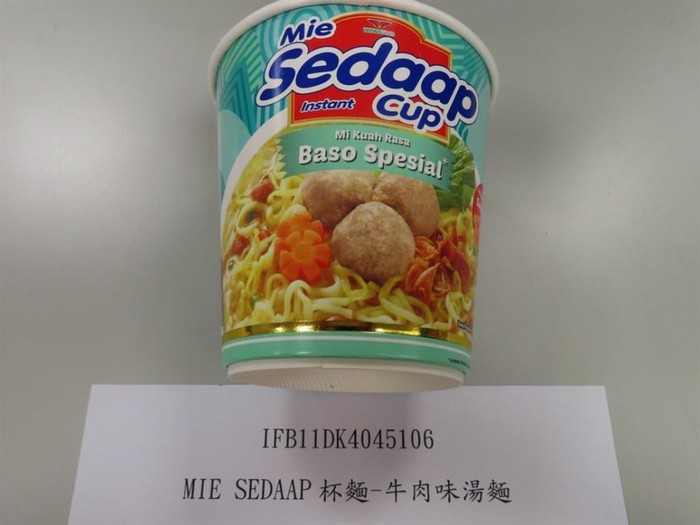 Mie
Sedaap
Instant Cup
Mi Kuah Rasa
Baso Spesial*
IFB11DK4045106
MIE SEDAAP 杯麵-牛肉味湯麵